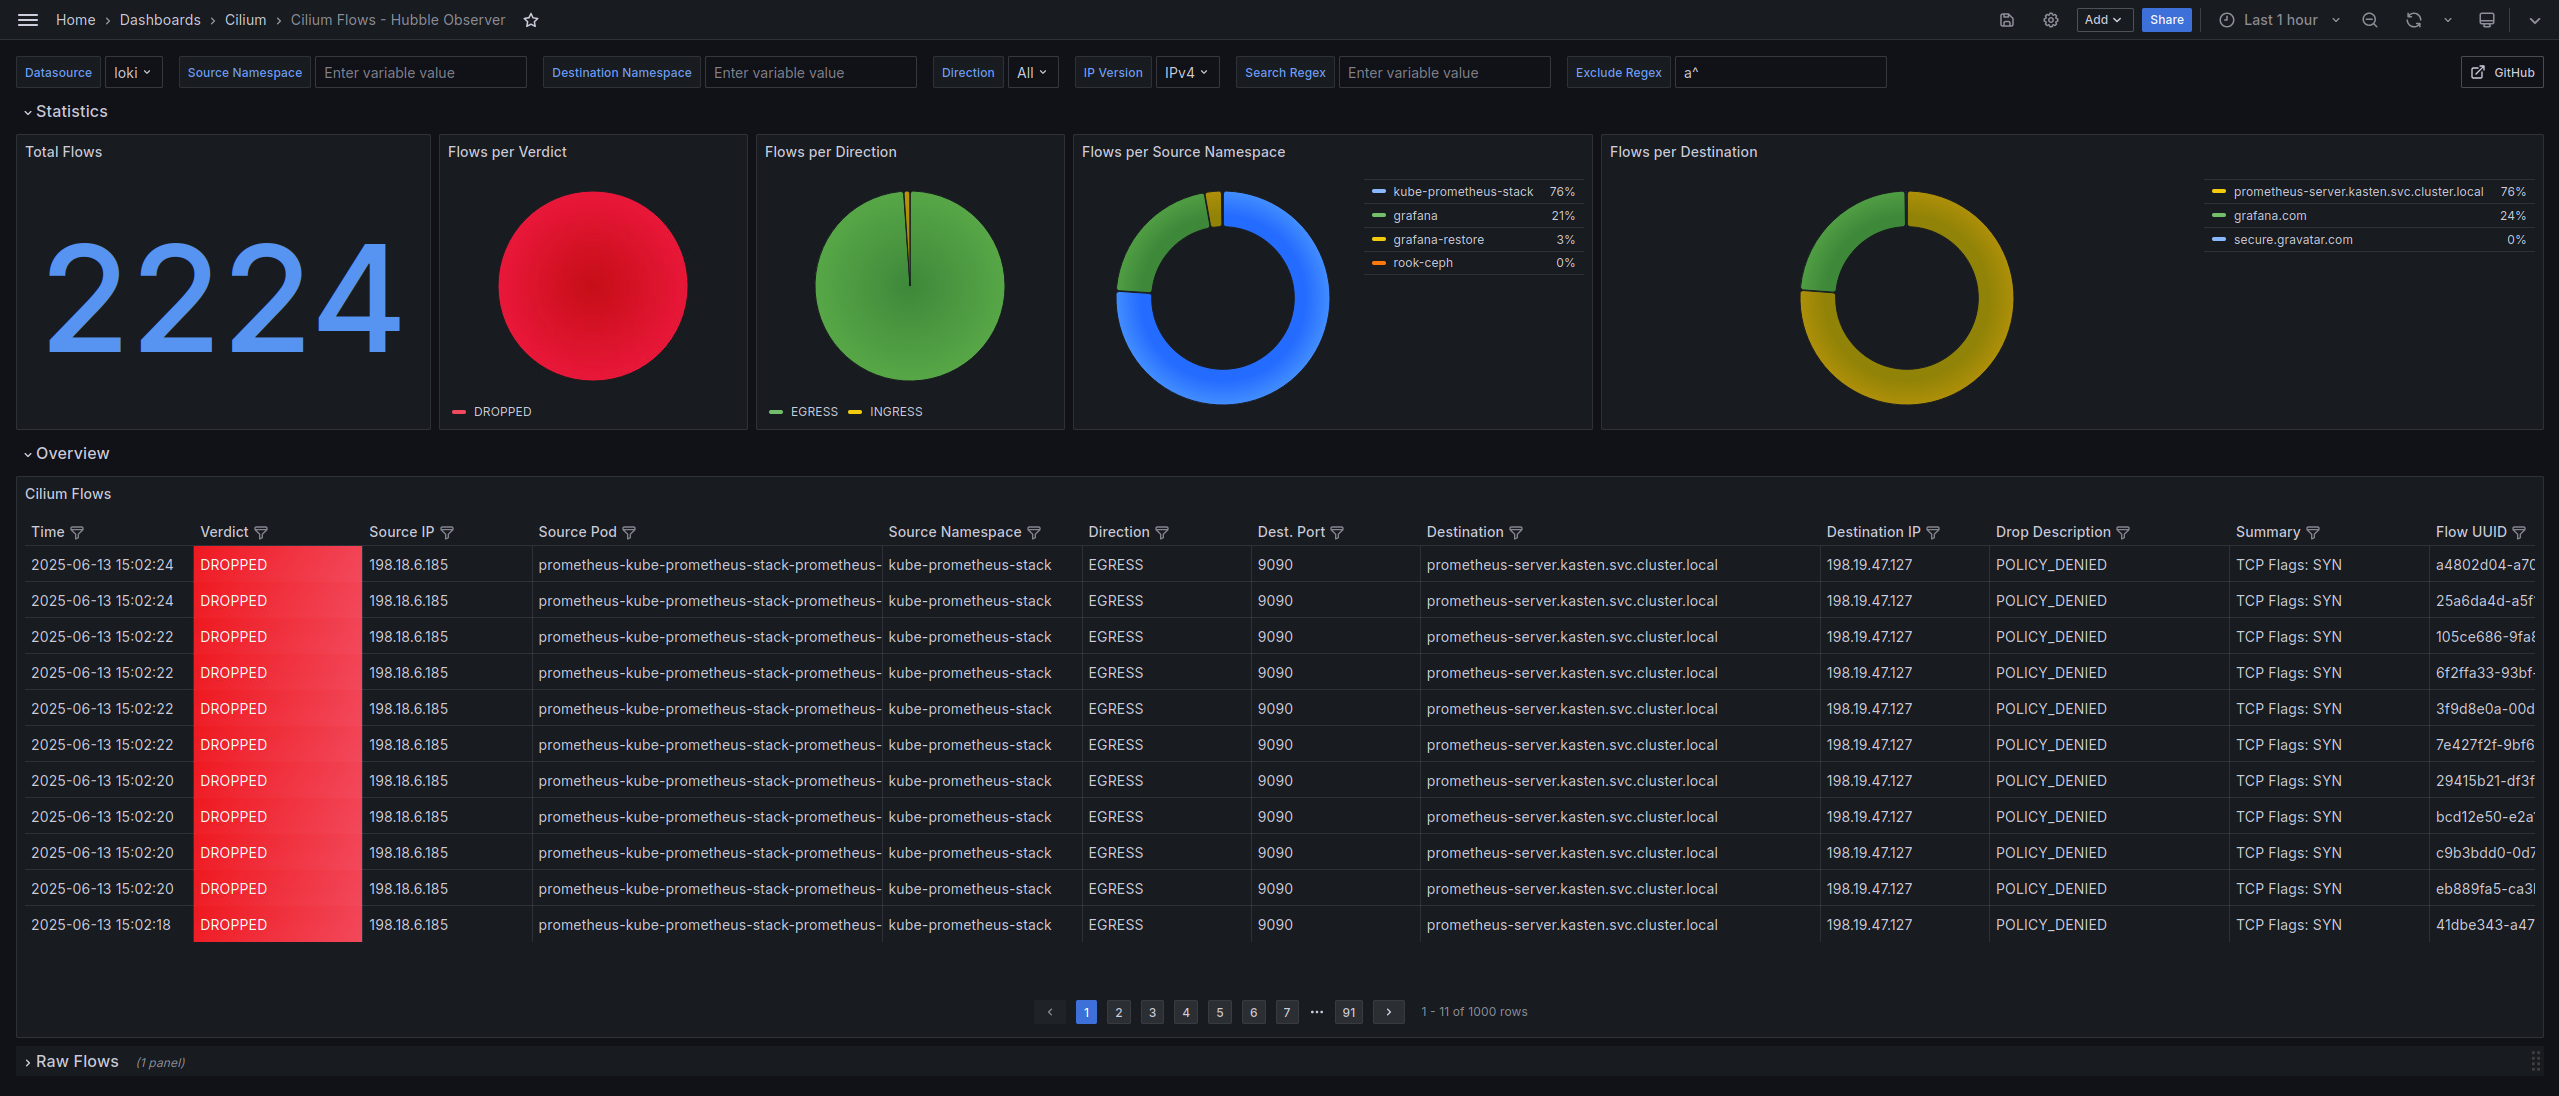 Home › Dashboards › Cilium › Cilium Flows - Hubble Observer Add Share Last 1 hour
Datasource loki Source Namespace Enter variable value Destination Namespace Enter variable value Direction All IP Version IPv4 Search Regex Enter variable value Exclude Regex a^ GitHub
Statistics
Total Flows
2224
Flows per Verdict
DROPPED
Flows per Direction
EGRESS INGRESS
Flows per Source Namespace
kube-prometheus-stack 76%
grafana 21%
grafana-restore 3%
rook-ceph 0%
Flows per Destination
prometheus-server.kasten.svc.cluster.local 76%
grafana.com 24%
secure.gravatar.com 0%
Overview
Cilium Flows
Time Verdict Source IP Source Pod Source Namespace Direction Dest. Port Destination Destination IP Drop Description Summary Flow UUID
2025-06-13 15:02:24 DROPPED 198.18.6.185 prometheus-kube-prometheus-stack-prometheus- kube-prometheus-stack EGRESS 9090 prometheus-server.kasten.svc.cluster.local 198.19.47.127 POLICY_DENIED TCP Flags: SYN a4802d04-a70
2025-06-13 15:02:24 DROPPED 198.18.6.185 prometheus-kube-prometheus-stack-prometheus- kube-prometheus-stack EGRESS 9090 prometheus-server.kasten.svc.cluster.local 198.19.47.127 POLICY_DENIED TCP Flags: SYN 25a6da4d-a5f
2025-06-13 15:02:22 DROPPED 198.18.6.185 prometheus-kube-prometheus-stack-prometheus- kube-prometheus-stack EGRESS 9090 prometheus-server.kasten.svc.cluster.local 198.19.47.127 POLICY_DENIED TCP Flags: SYN 105ce686-9fa8
2025-06-13 15:02:22 DROPPED 198.18.6.185 prometheus-kube-prometheus-stack-prometheus- kube-prometheus-stack EGRESS 9090 prometheus-server.kasten.svc.cluster.local 198.19.47.127 POLICY_DENIED TCP Flags: SYN 6f2ffa33-93bf-
2025-06-13 15:02:22 DROPPED 198.18.6.185 prometheus-kube-prometheus-stack-prometheus- kube-prometheus-stack EGRESS 9090 prometheus-server.kasten.svc.cluster.local 198.19.47.127 POLICY_DENIED TCP Flags: SYN 3f9d8e0a-00d
2025-06-13 15:02:22 DROPPED 198.18.6.185 prometheus-kube-prometheus-stack-prometheus- kube-prometheus-stack EGRESS 9090 prometheus-server.kasten.svc.cluster.local 198.19.47.127 POLICY_DENIED TCP Flags: SYN 7e427f2f-9bf6
2025-06-13 15:02:20 DROPPED 198.18.6.185 prometheus-kube-prometheus-stack-prometheus- kube-prometheus-stack EGRESS 9090 prometheus-server.kasten.svc.cluster.local 198.19.47.127 POLICY_DENIED TCP Flags: SYN 29415b21-df3f
2025-06-13 15:02:20 DROPPED 198.18.6.185 prometheus-kube-prometheus-stack-prometheus- kube-prometheus-stack EGRESS 9090 prometheus-server.kasten.svc.cluster.local 198.19.47.127 POLICY_DENIED TCP Flags: SYN bcd12e50-e2a
2025-06-13 15:02:20 DROPPED 198.18.6.185 prometheus-kube-prometheus-stack-prometheus- kube-prometheus-stack EGRESS 9090 prometheus-server.kasten.svc.cluster.local 198.19.47.127 POLICY_DENIED TCP Flags: SYN c9b3bdd0-0d7
2025-06-13 15:02:20 DROPPED 198.18.6.185 prometheus-kube-prometheus-stack-prometheus- kube-prometheus-stack EGRESS 9090 prometheus-server.kasten.svc.cluster.local 198.19.47.127 POLICY_DENIED TCP Flags: SYN eb889fa5-ca3
2025-06-13 15:02:18 DROPPED 198.18.6.185 prometheus-kube-prometheus-stack-prometheus- kube-prometheus-stack EGRESS 9090 prometheus-server.kasten.svc.cluster.local 198.19.47.127 POLICY_DENIED TCP Flags: SYN 41dbe343-a47
‹ 1 2 3 4 5 6 7 ••• 91 › 1 - 11 of 1000 rows
Raw Flows (1 panel)